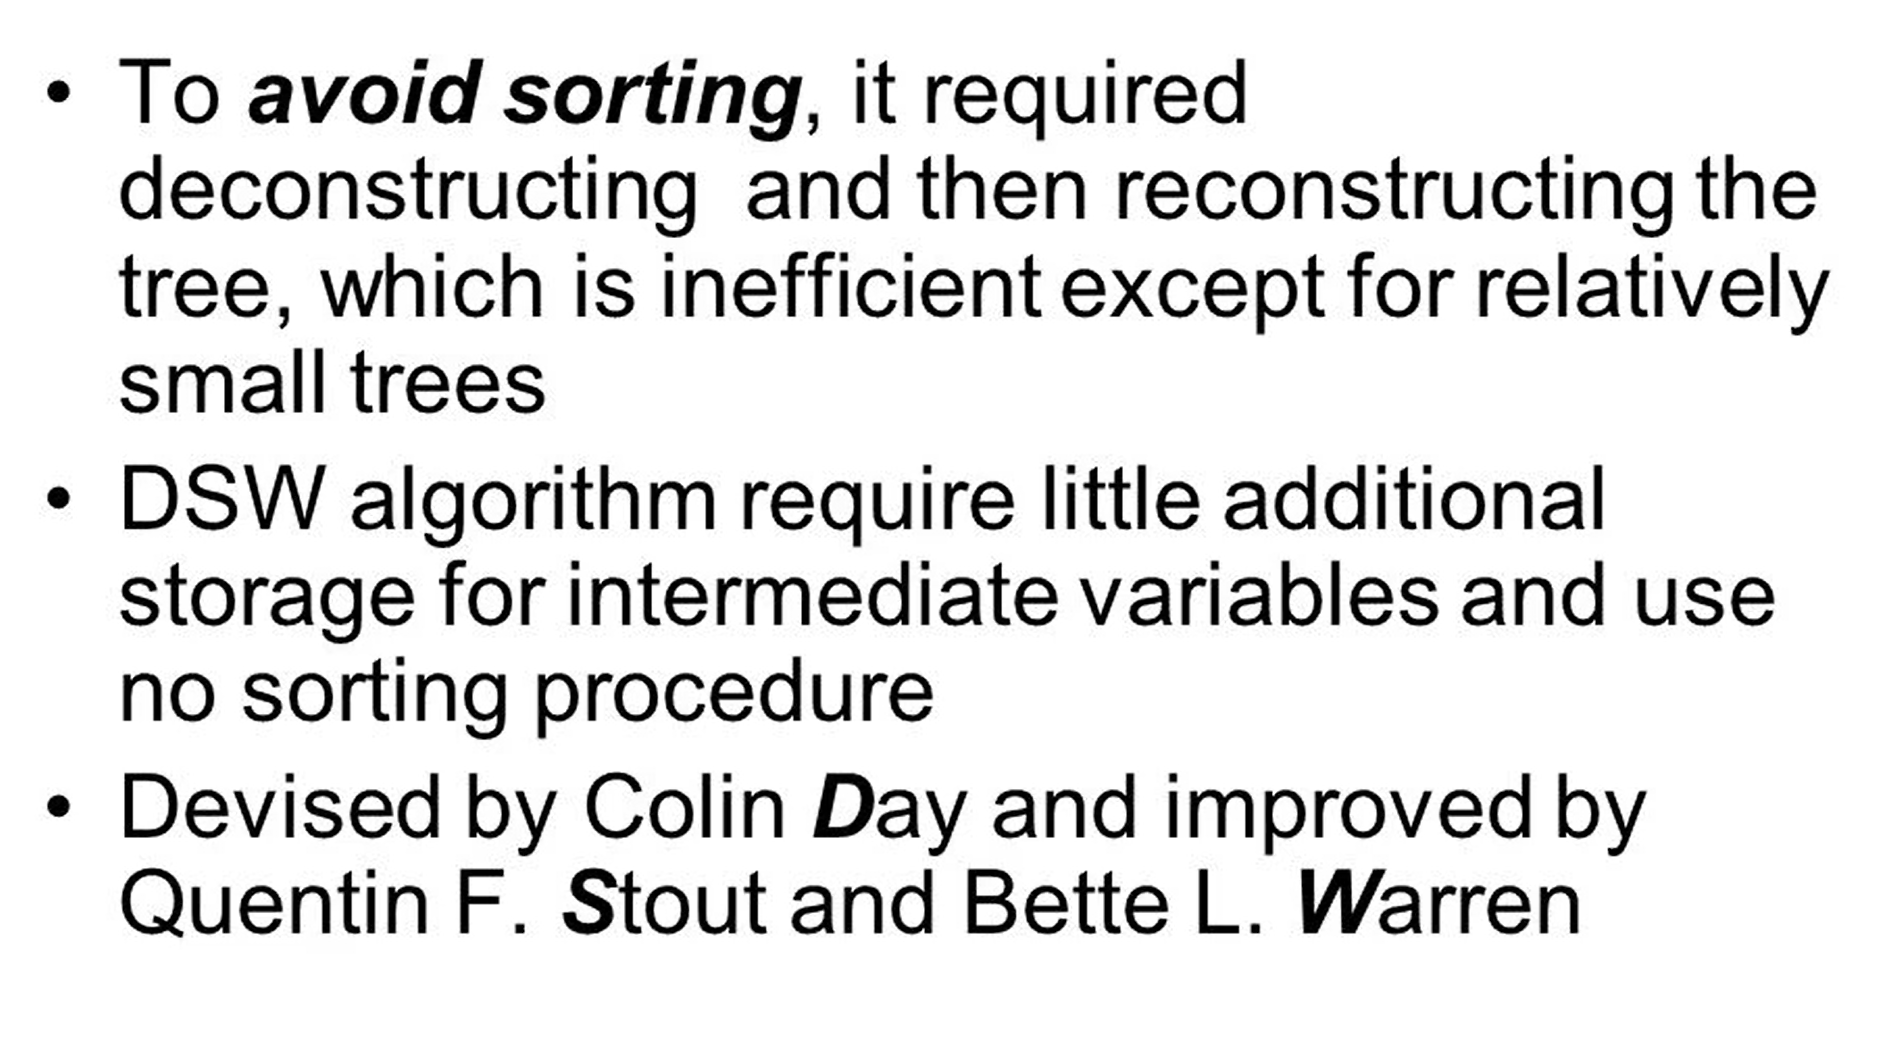 • To avoid sorting, it required
deconstructing and then reconstructing the
tree, which is inefficient except for relatively
small trees
• DSW algorithm require little additional
storage for intermediate variables and use
no sorting procedure
• Devised by Colin Day and improved by
Quentin F. Stout and Bette L. Warren